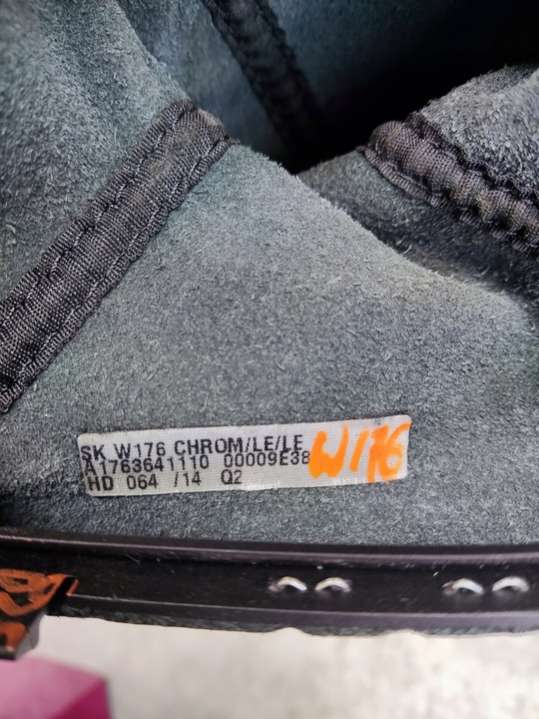 SK W176 CHROM/LE/LE
A1763641110 00009E38
HD 064 /14 Q2
W176